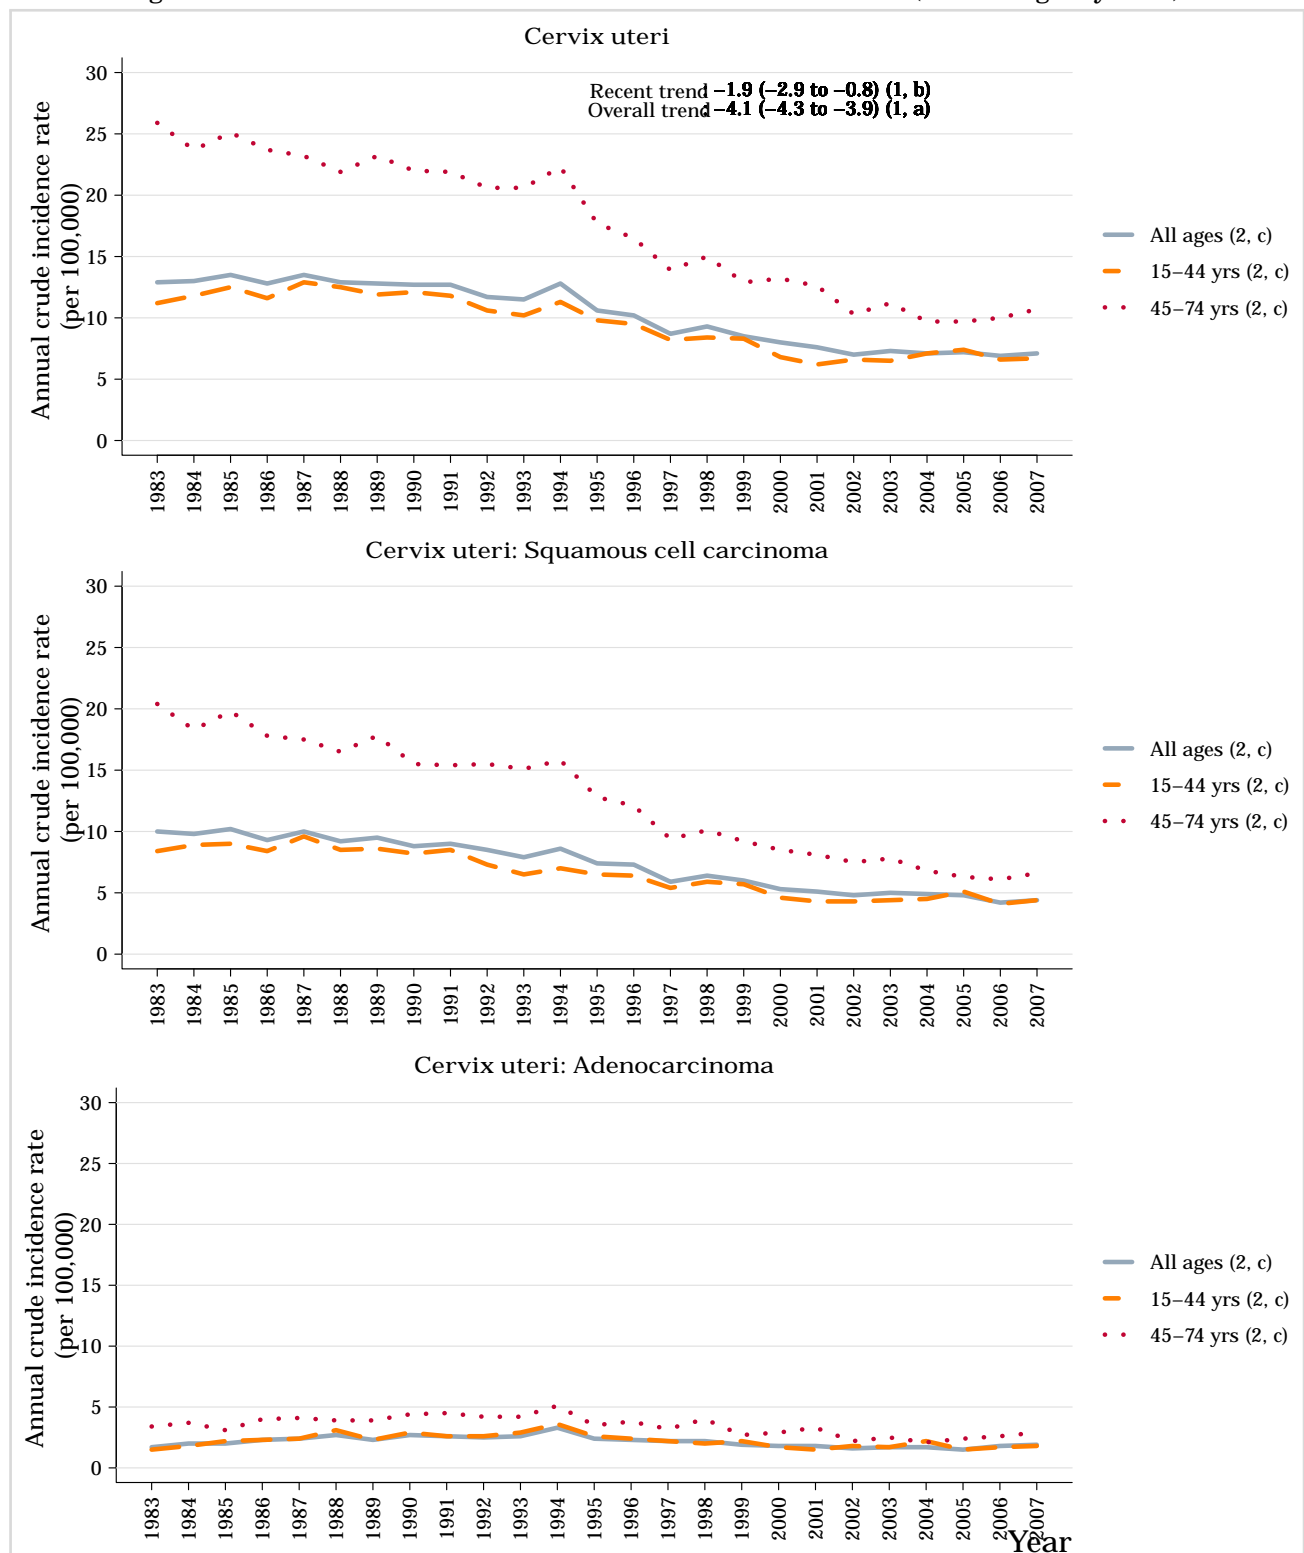 Cervix uteri
Recent trend −1.9 (−2.9 to −0.8) (1, b)
Overall trend −4.1 (−4.3 to −3.9) (1, a)
Annual crude incidence rate
(per 100,000)
30
25
20
15
10
5
0
1983 1984 1985 1986 1987 1988 1989 1990 1991 1992 1993 1994 1995 1996 1997 1998 1999 2000 2001 2002 2003 2004 2005 2006 2007
All ages (2, c)
15−44 yrs (2, c)
45−74 yrs (2, c)
Cervix uteri: Squamous cell carcinoma
Annual crude incidence rate
(per 100,000)
30
25
20
15
10
5
0
1983 1984 1985 1986 1987 1988 1989 1990 1991 1992 1993 1994 1995 1996 1997 1998 1999 2000 2001 2002 2003 2004 2005 2006 2007
All ages (2, c)
15−44 yrs (2, c)
45−74 yrs (2, c)
Cervix uteri: Adenocarcinoma
Annual crude incidence rate
(per 100,000)
30
25
20
15
10
5
0
1983 1984 1985 1986 1987 1988 1989 1990 1991 1992 1993 1994 1995 1996 1997 1998 1999 2000 2001 2002 2003 2004 2005 2006 2007
All ages (2, c)
15−44 yrs (2, c)
45−74 yrs (2, c)
Year